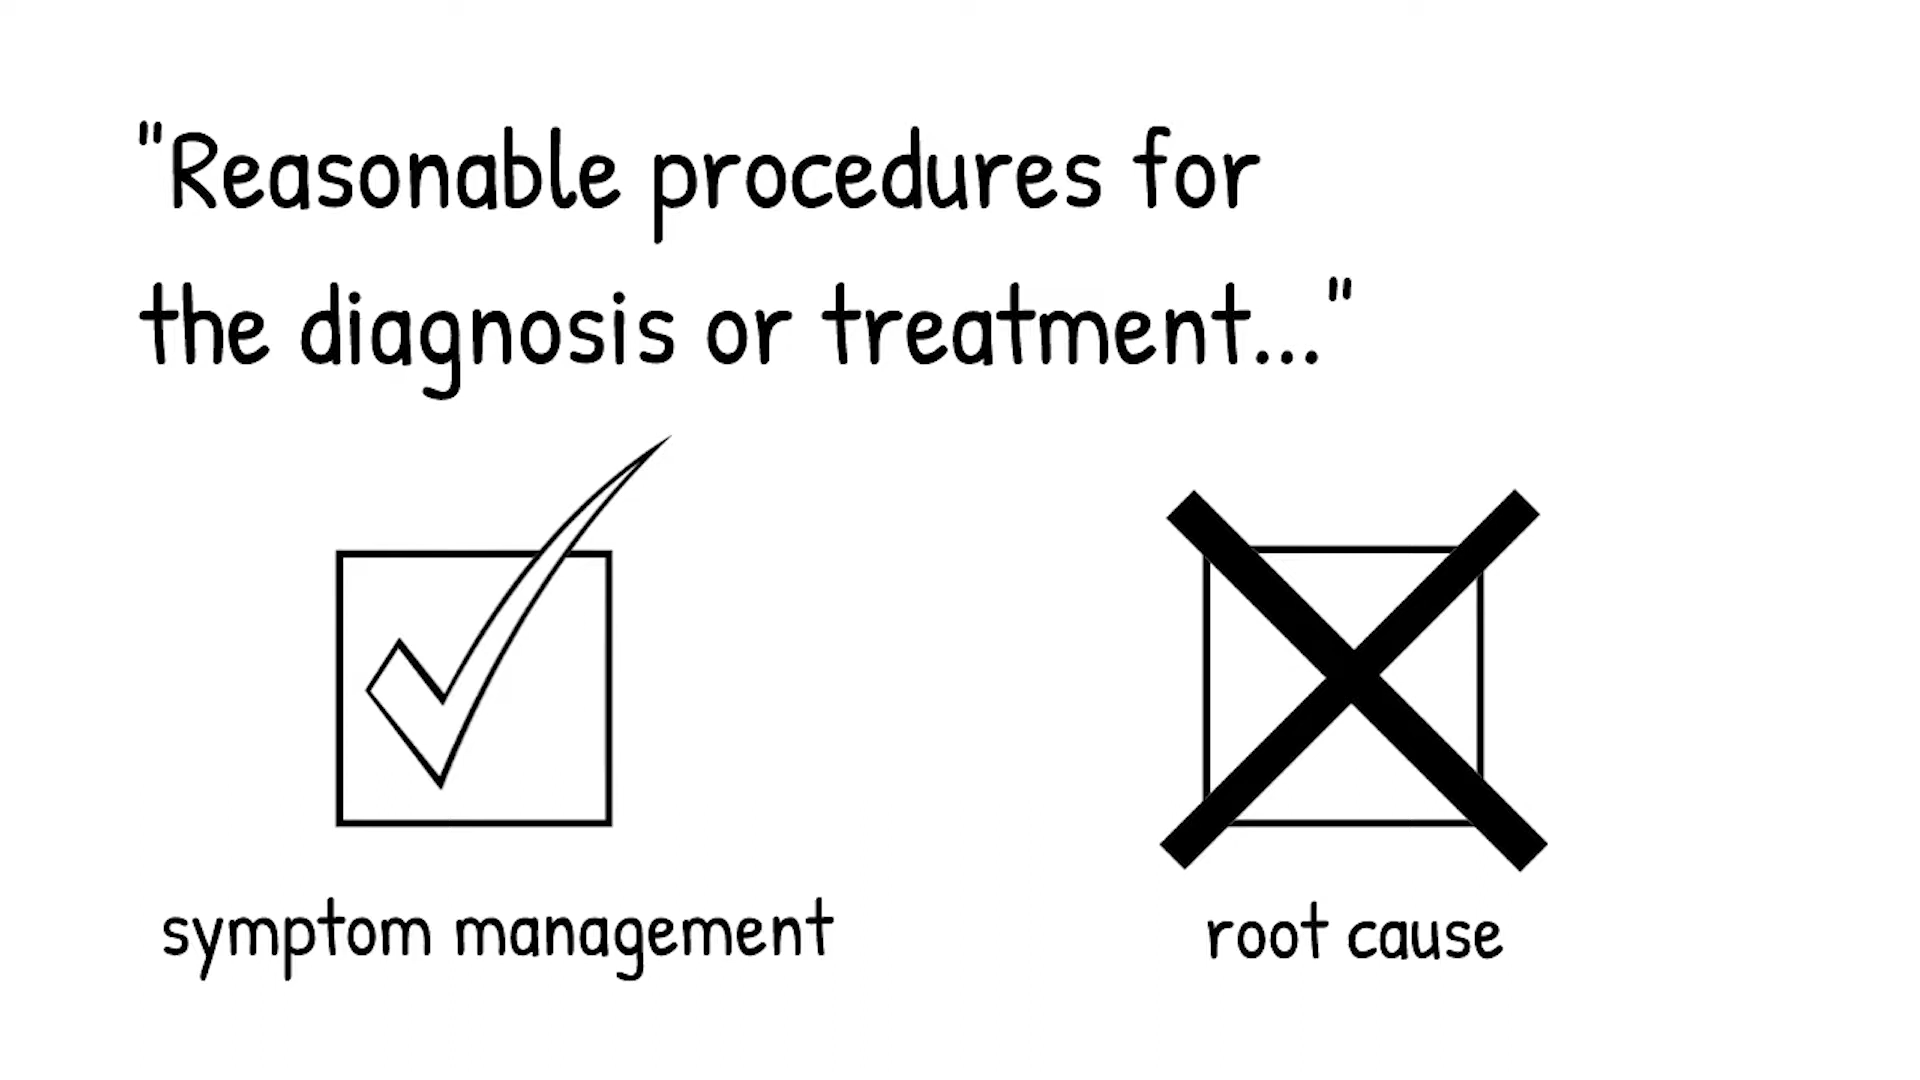 "Reasonable procedures for
the diagnosis or treatment..."
symptom management
root cause